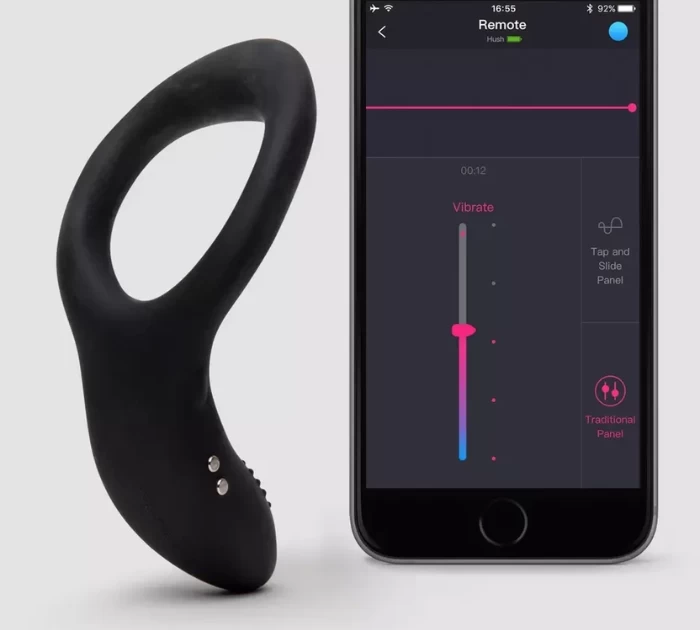 16:55
92%
Remote
Hush
00:12
Vibrate
Tap and
Slide
Panel
Traditional
Panel